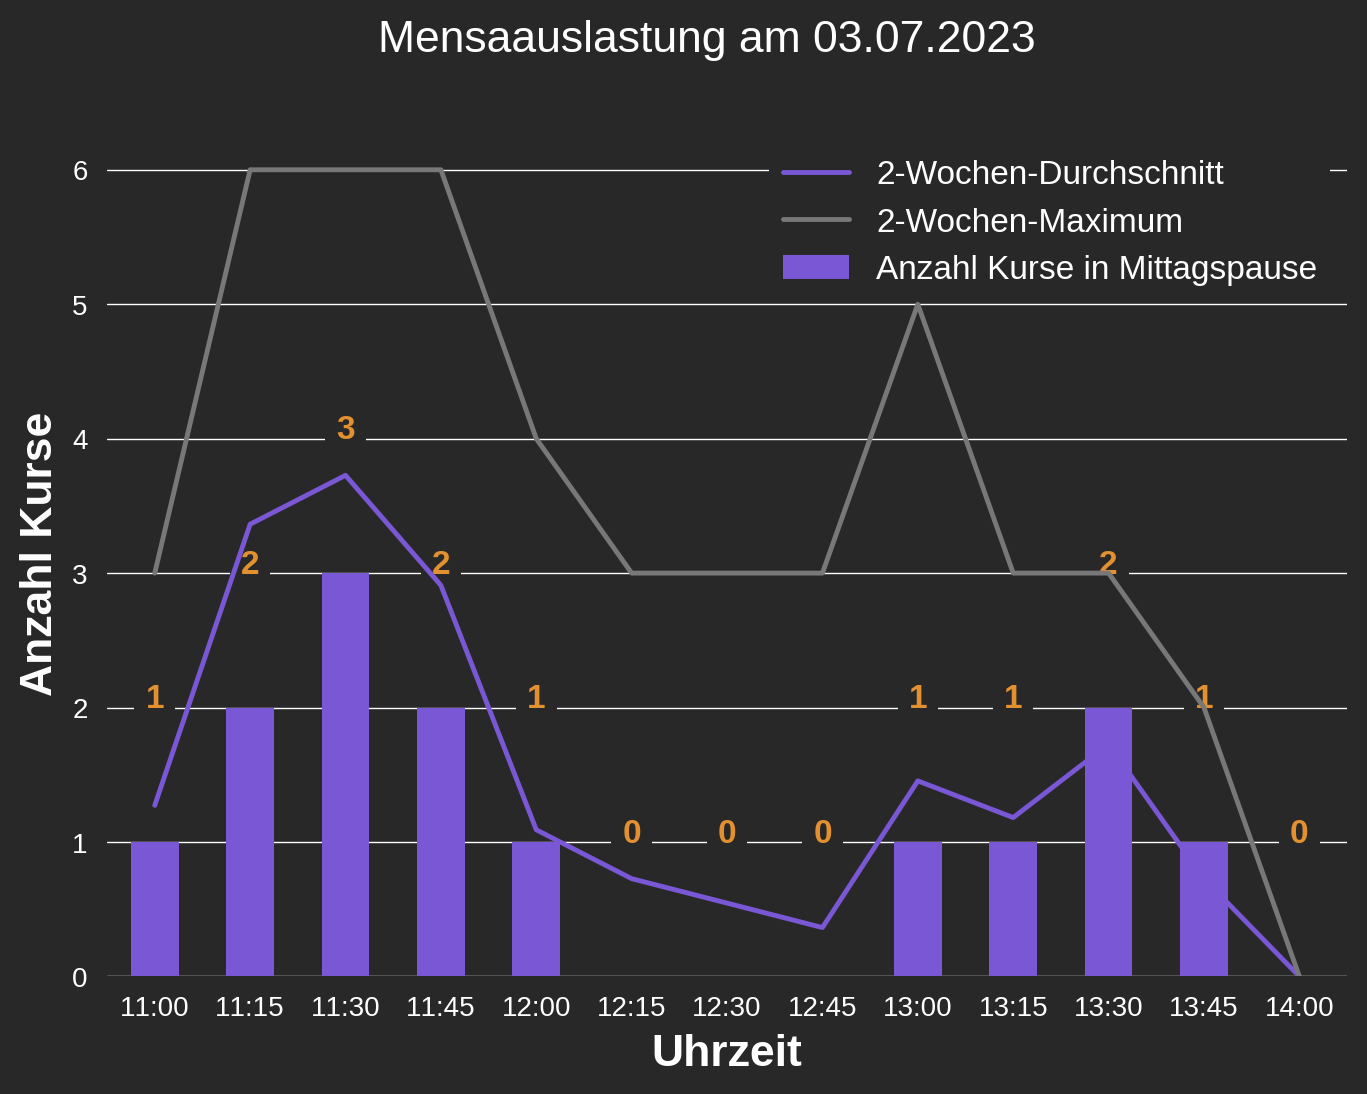 Mensaauslastung am 03.07.2023
2-Wochen-Durchschnitt
2-Wochen-Maximum
Anzahl Kurse in Mittagspause
Anzahl Kurse
6
5
4
3
2
1
0
1
2
3
2
1
0
0
0
1
1
2
1
0
11:00 11:15 11:30 11:45 12:00 12:15 12:30 12:45 13:00 13:15 13:30 13:45 14:00
Uhrzeit